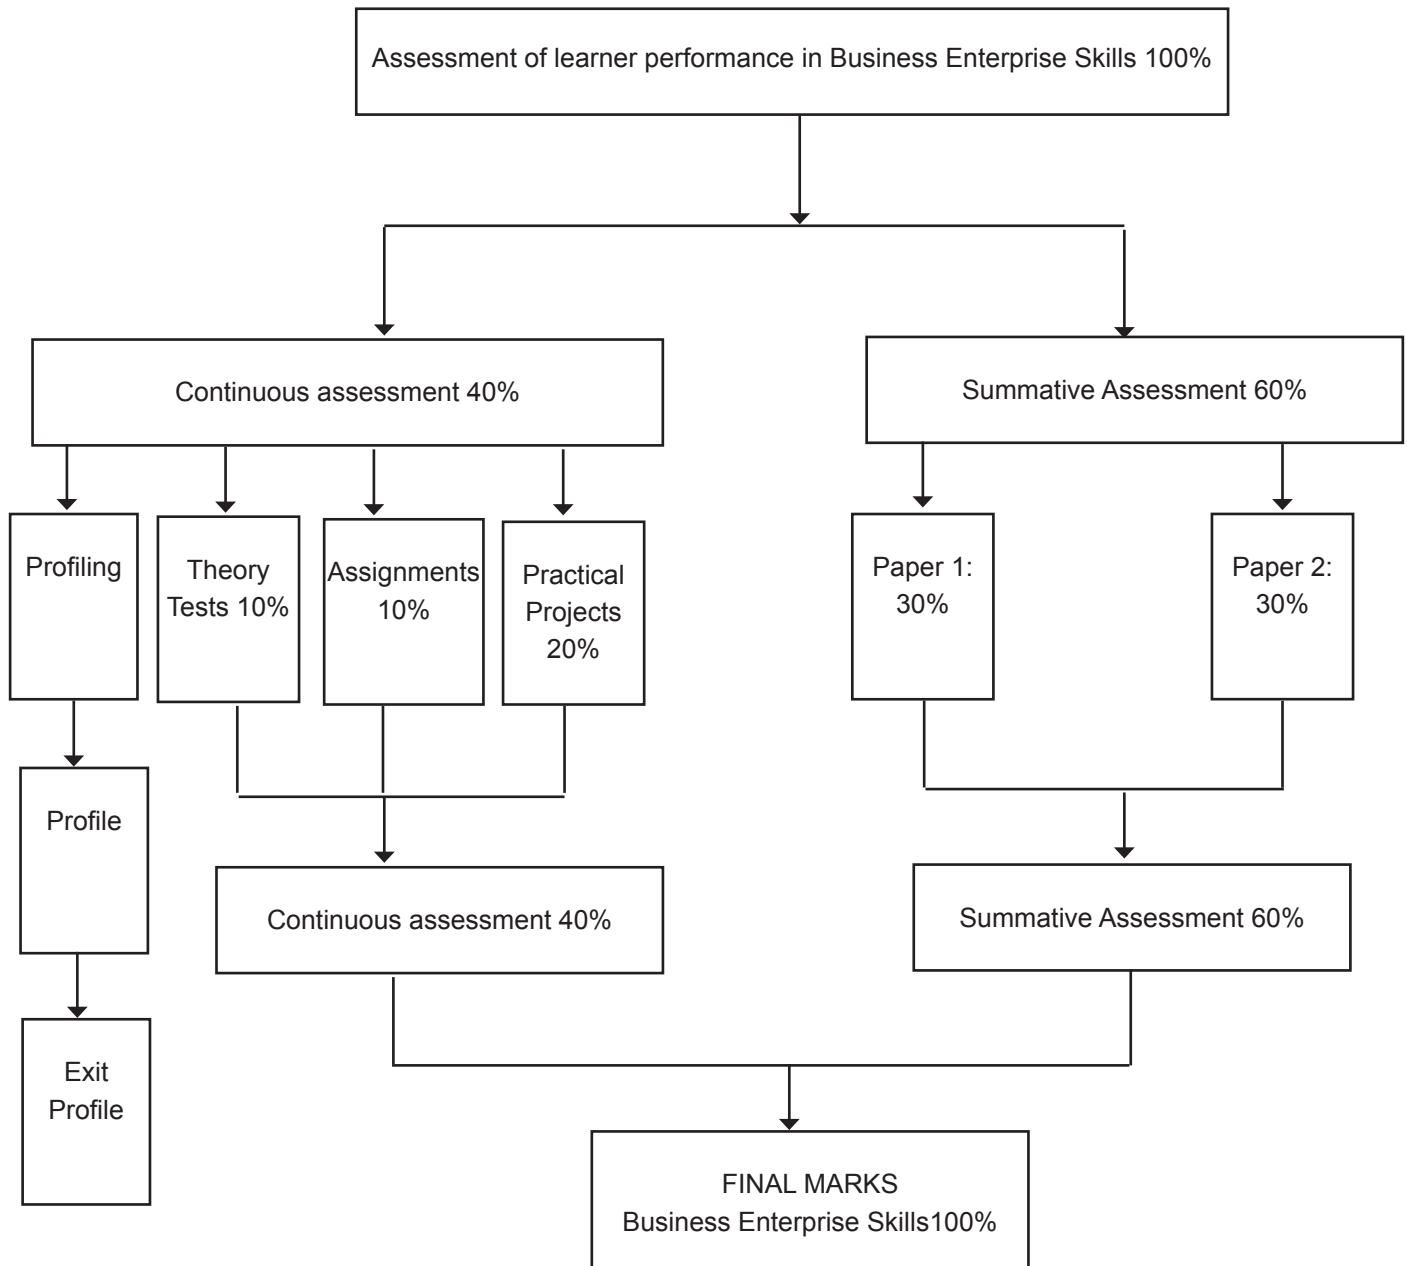 Assessment of learner performance in Business Enterprise Skills 100%
Continuous assessment 40%
Summative Assessment 60%
Profiling
Theory
Tests 10%
Assignments
10%
Practical
Projects
20%
Paper 1:
30%
Paper 2:
30%
Profile
Continuous assessment 40%
Summative Assessment 60%
Exit
Profile
FINAL MARKS
Business Enterprise Skills100%